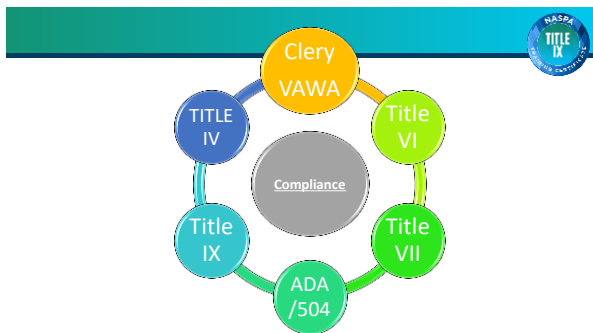 NASPA
TITLE
IX
Clery
VAWA
TITLE
IV
Title
VI
Compliance
Title
IX
Title
VII
ADA
/504